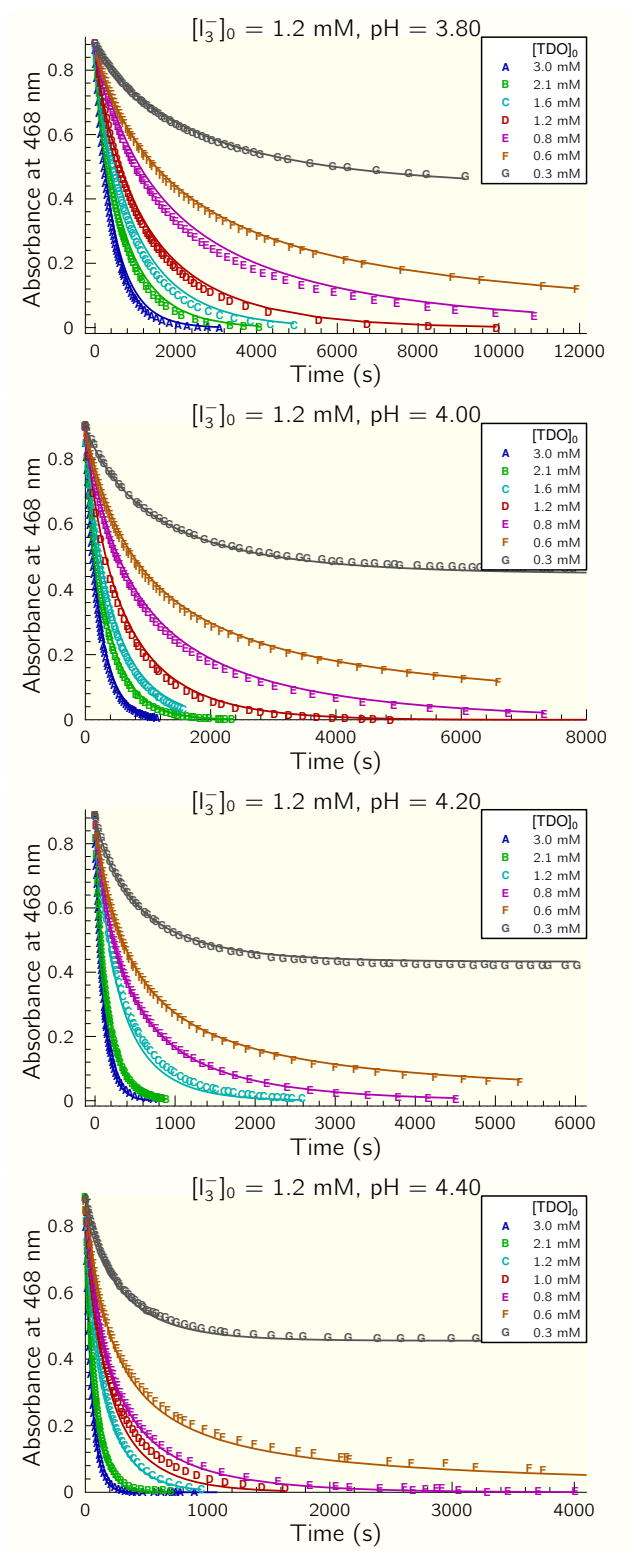 [I₃⁻]₀ = 1.2 mM, pH = 3.80
[TDO]₀
A 3.0 mM
B 2.1 mM
C 1.6 mM
D 1.2 mM
E 0.8 mM
F 0.6 mM
G 0.3 mM
Absorbance at 468 nm
0.8
0.6
0.4
0.2
0
0 2000 4000 6000 8000 10000 12000
Time (s)
[I₃⁻]₀ = 1.2 mM, pH = 4.00
[TDO]₀
A 3.0 mM
B 2.1 mM
C 1.6 mM
D 1.2 mM
E 0.8 mM
F 0.6 mM
G 0.3 mM
Absorbance at 468 nm
0.8
0.6
0.4
0.2
0
0 2000 4000 6000 8000
Time (s)
[I₃⁻]₀ = 1.2 mM, pH = 4.20
[TDO]₀
A 3.0 mM
B 2.1 mM
C 1.2 mM
E 0.8 mM
F 0.6 mM
G 0.3 mM
Absorbance at 468 nm
0.8
0.6
0.4
0.2
0
0 1000 2000 3000 4000 5000 6000
Time (s)
[I₃⁻]₀ = 1.2 mM, pH = 4.40
[TDO]₀
A 3.0 mM
B 2.1 mM
C 1.2 mM
D 1.0 mM
E 0.8 mM
F 0.6 mM
G 0.3 mM
Absorbance at 468 nm
0.8
0.6
0.4
0.2
0
0 1000 2000 3000 4000
Time (s)